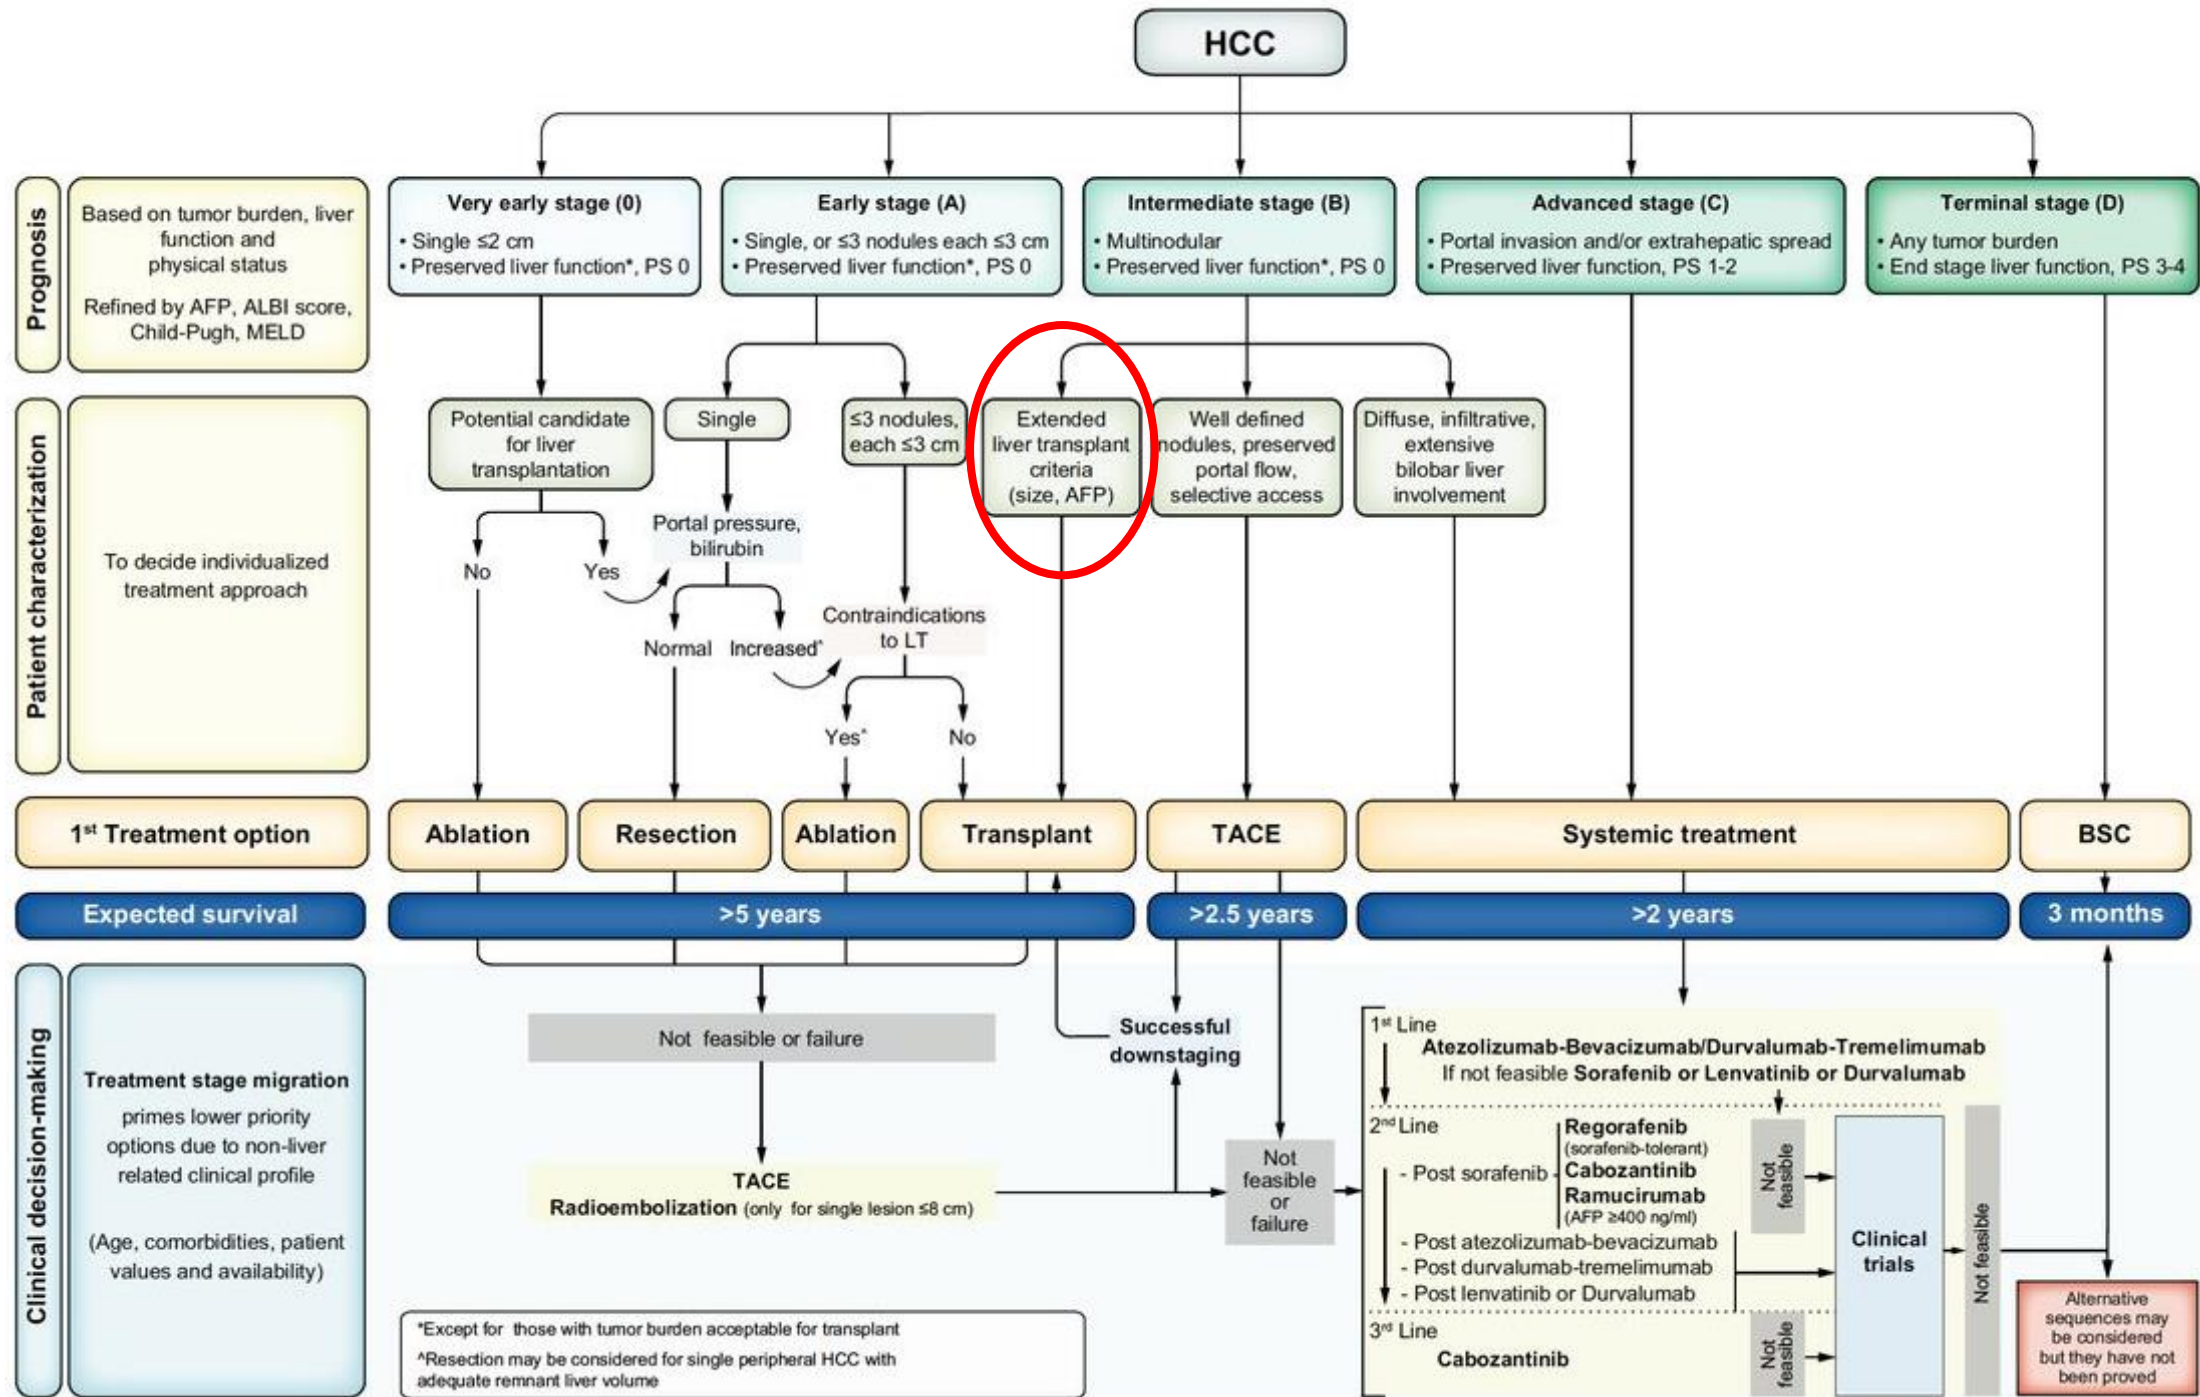 HCC
Prognosis
Based on tumor burden, liver
function and
physical status
Refined by AFP, ALBI score,
Child-Pugh, MELD
Very early stage (0)
• Single ≤2 cm
• Preserved liver function*, PS 0
Early stage (A)
• Single, or ≤3 nodules each ≤3 cm
• Preserved liver function*, PS 0
Intermediate stage (B)
• Multinodular
• Preserved liver function*, PS 0
Advanced stage (C)
• Portal invasion and/or extrahepatic spread
• Preserved liver function, PS 1-2
Terminal stage (D)
• Any tumor burden
• End stage liver function, PS 3-4
Patient characterization
To decide individualized
treatment approach
Potential candidate
for liver
transplantation
No
Yes
Single
Portal pressure,
bilirubin
Normal
Increased^
≤3 nodules,
each ≤3 cm
Contraindications
to LT
Yes^
No
Extended
liver transplant
criteria
(size, AFP)
Well defined
nodules, preserved
portal flow,
selective access
Diffuse, infiltrative,
extensive
bilobar liver
involvement
1st Treatment option
Ablation
Resection
Ablation
Transplant
TACE
Systemic treatment
BSC
Expected survival
>5 years
>2.5 years
>2 years
3 months
Clinical decision-making
Treatment stage migration
primes lower priority
options due to non-liver
related clinical profile
(Age, comorbidities, patient
values and availability)
Not feasible or failure
TACE
Radioembolization (only for single lesion ≤8 cm)
Successful
downstaging
Not
feasible
or
failure
1st Line
Atezolizumab-Bevacizumab/Durvalumab-Tremelimumab
If not feasible Sorafenib or Lenvatinib or Durvalumab
2nd Line
- Post sorafenib
Regorafenib
(sorafenib-tolerant)
Cabozantinib
Ramucirumab
(AFP ≥400 ng/ml)
- Post atezolizumab-bevacizumab
- Post durvalumab-tremelimumab
- Post lenvatinib or Durvalumab
3rd Line
Cabozantinib
Not
feasible
Not
feasible
Clinical
trials
Not feasible
Alternative
sequences may
be considered
but they have not
been proved
*Except for those with tumor burden acceptable for transplant
^Resection may be considered for single peripheral HCC with
adequate remnant liver volume